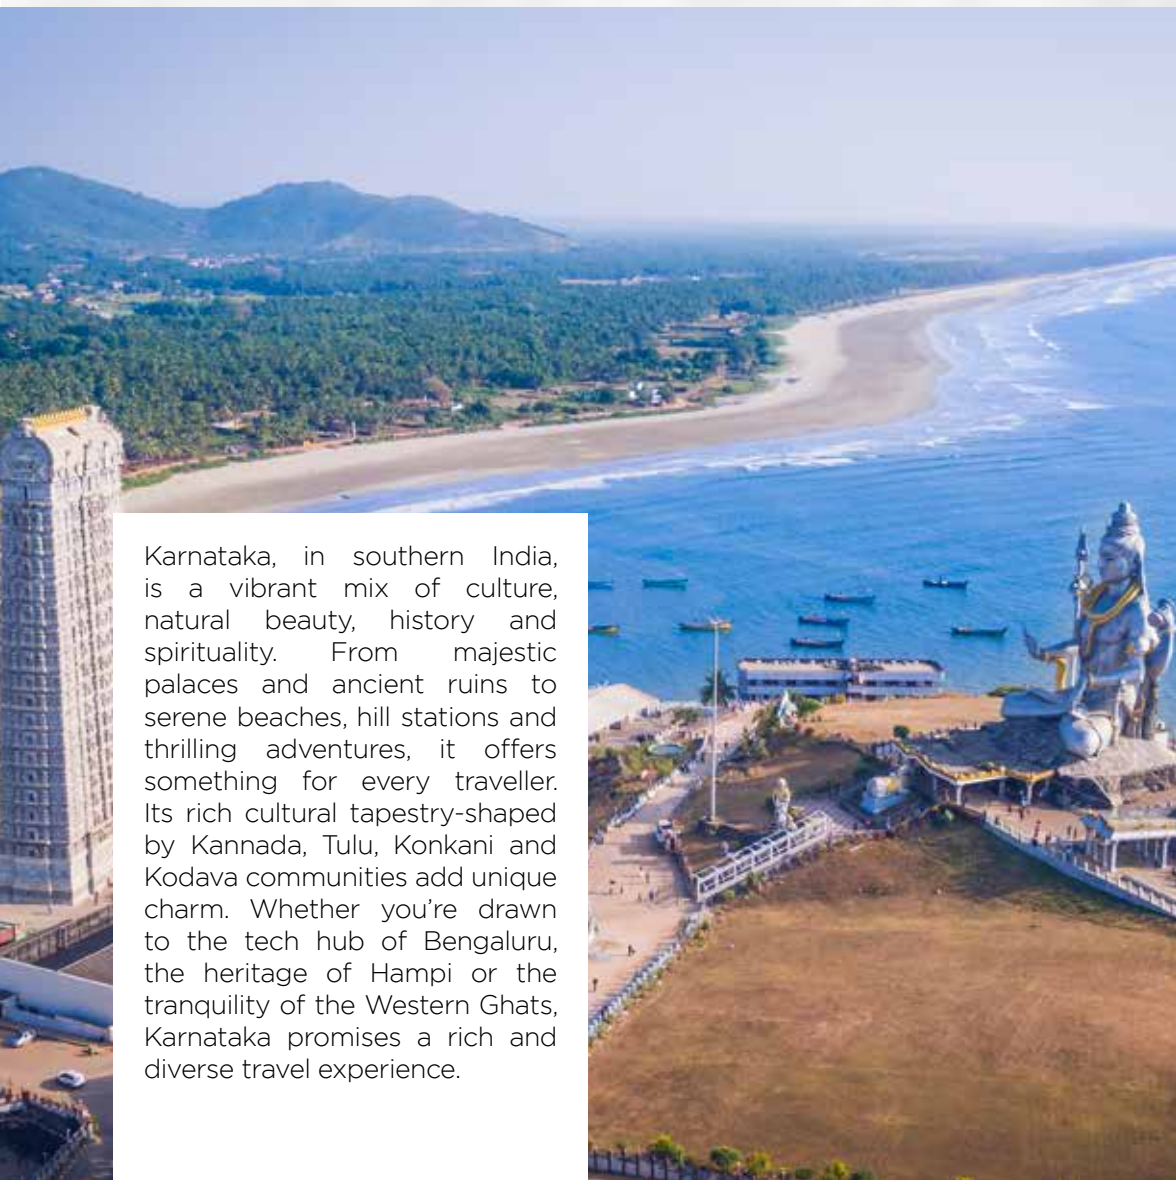 Karnataka, in southern India,
is a vibrant mix of culture,
natural beauty, history and
spirituality. From majestic
palaces and ancient ruins to
serene beaches, hill stations and
thrilling adventures, it offers
something for every traveller.
Its rich cultural tapestry-shaped
by Kannada, Tulu, Konkani and
Kodava communities add unique
charm. Whether you’re drawn
to the tech hub of Bengaluru,
the heritage of Hampi or the
tranquility of the Western Ghats,
Karnataka promises a rich and
diverse travel experience.